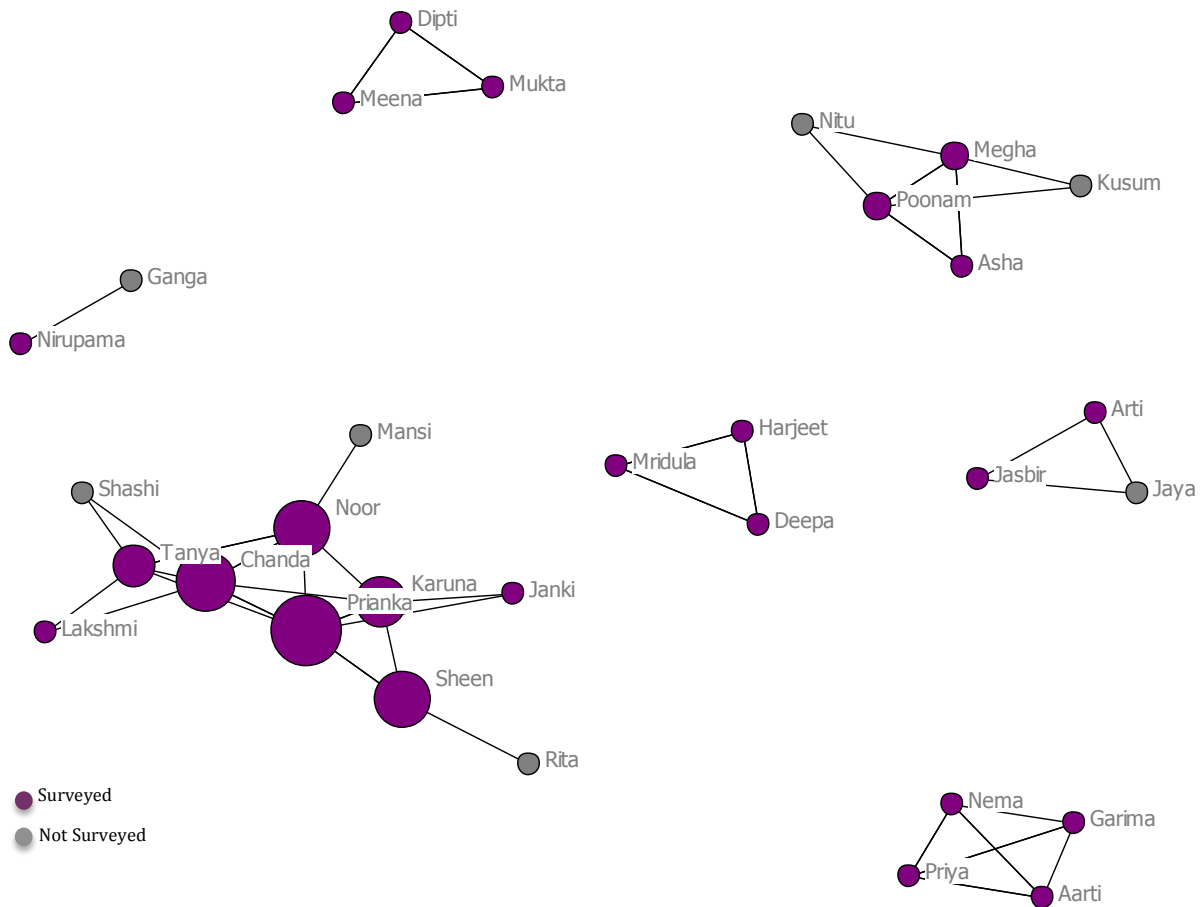 Dipti
Mukta
Meena
Nitu
Megha
Kusum
Poonam
Asha
Ganga
Nirupama
Arti
Harjeet
Mansi
Mridula
Jasbir
Jaya
Shashi
Noor
Deepa
Tanya
Chanda
Karuna
Janki
Prianka
Lakshmi
Sheen
Rita
Surveyed
Nema
Garima
Not Surveyed
Priya
Aarti